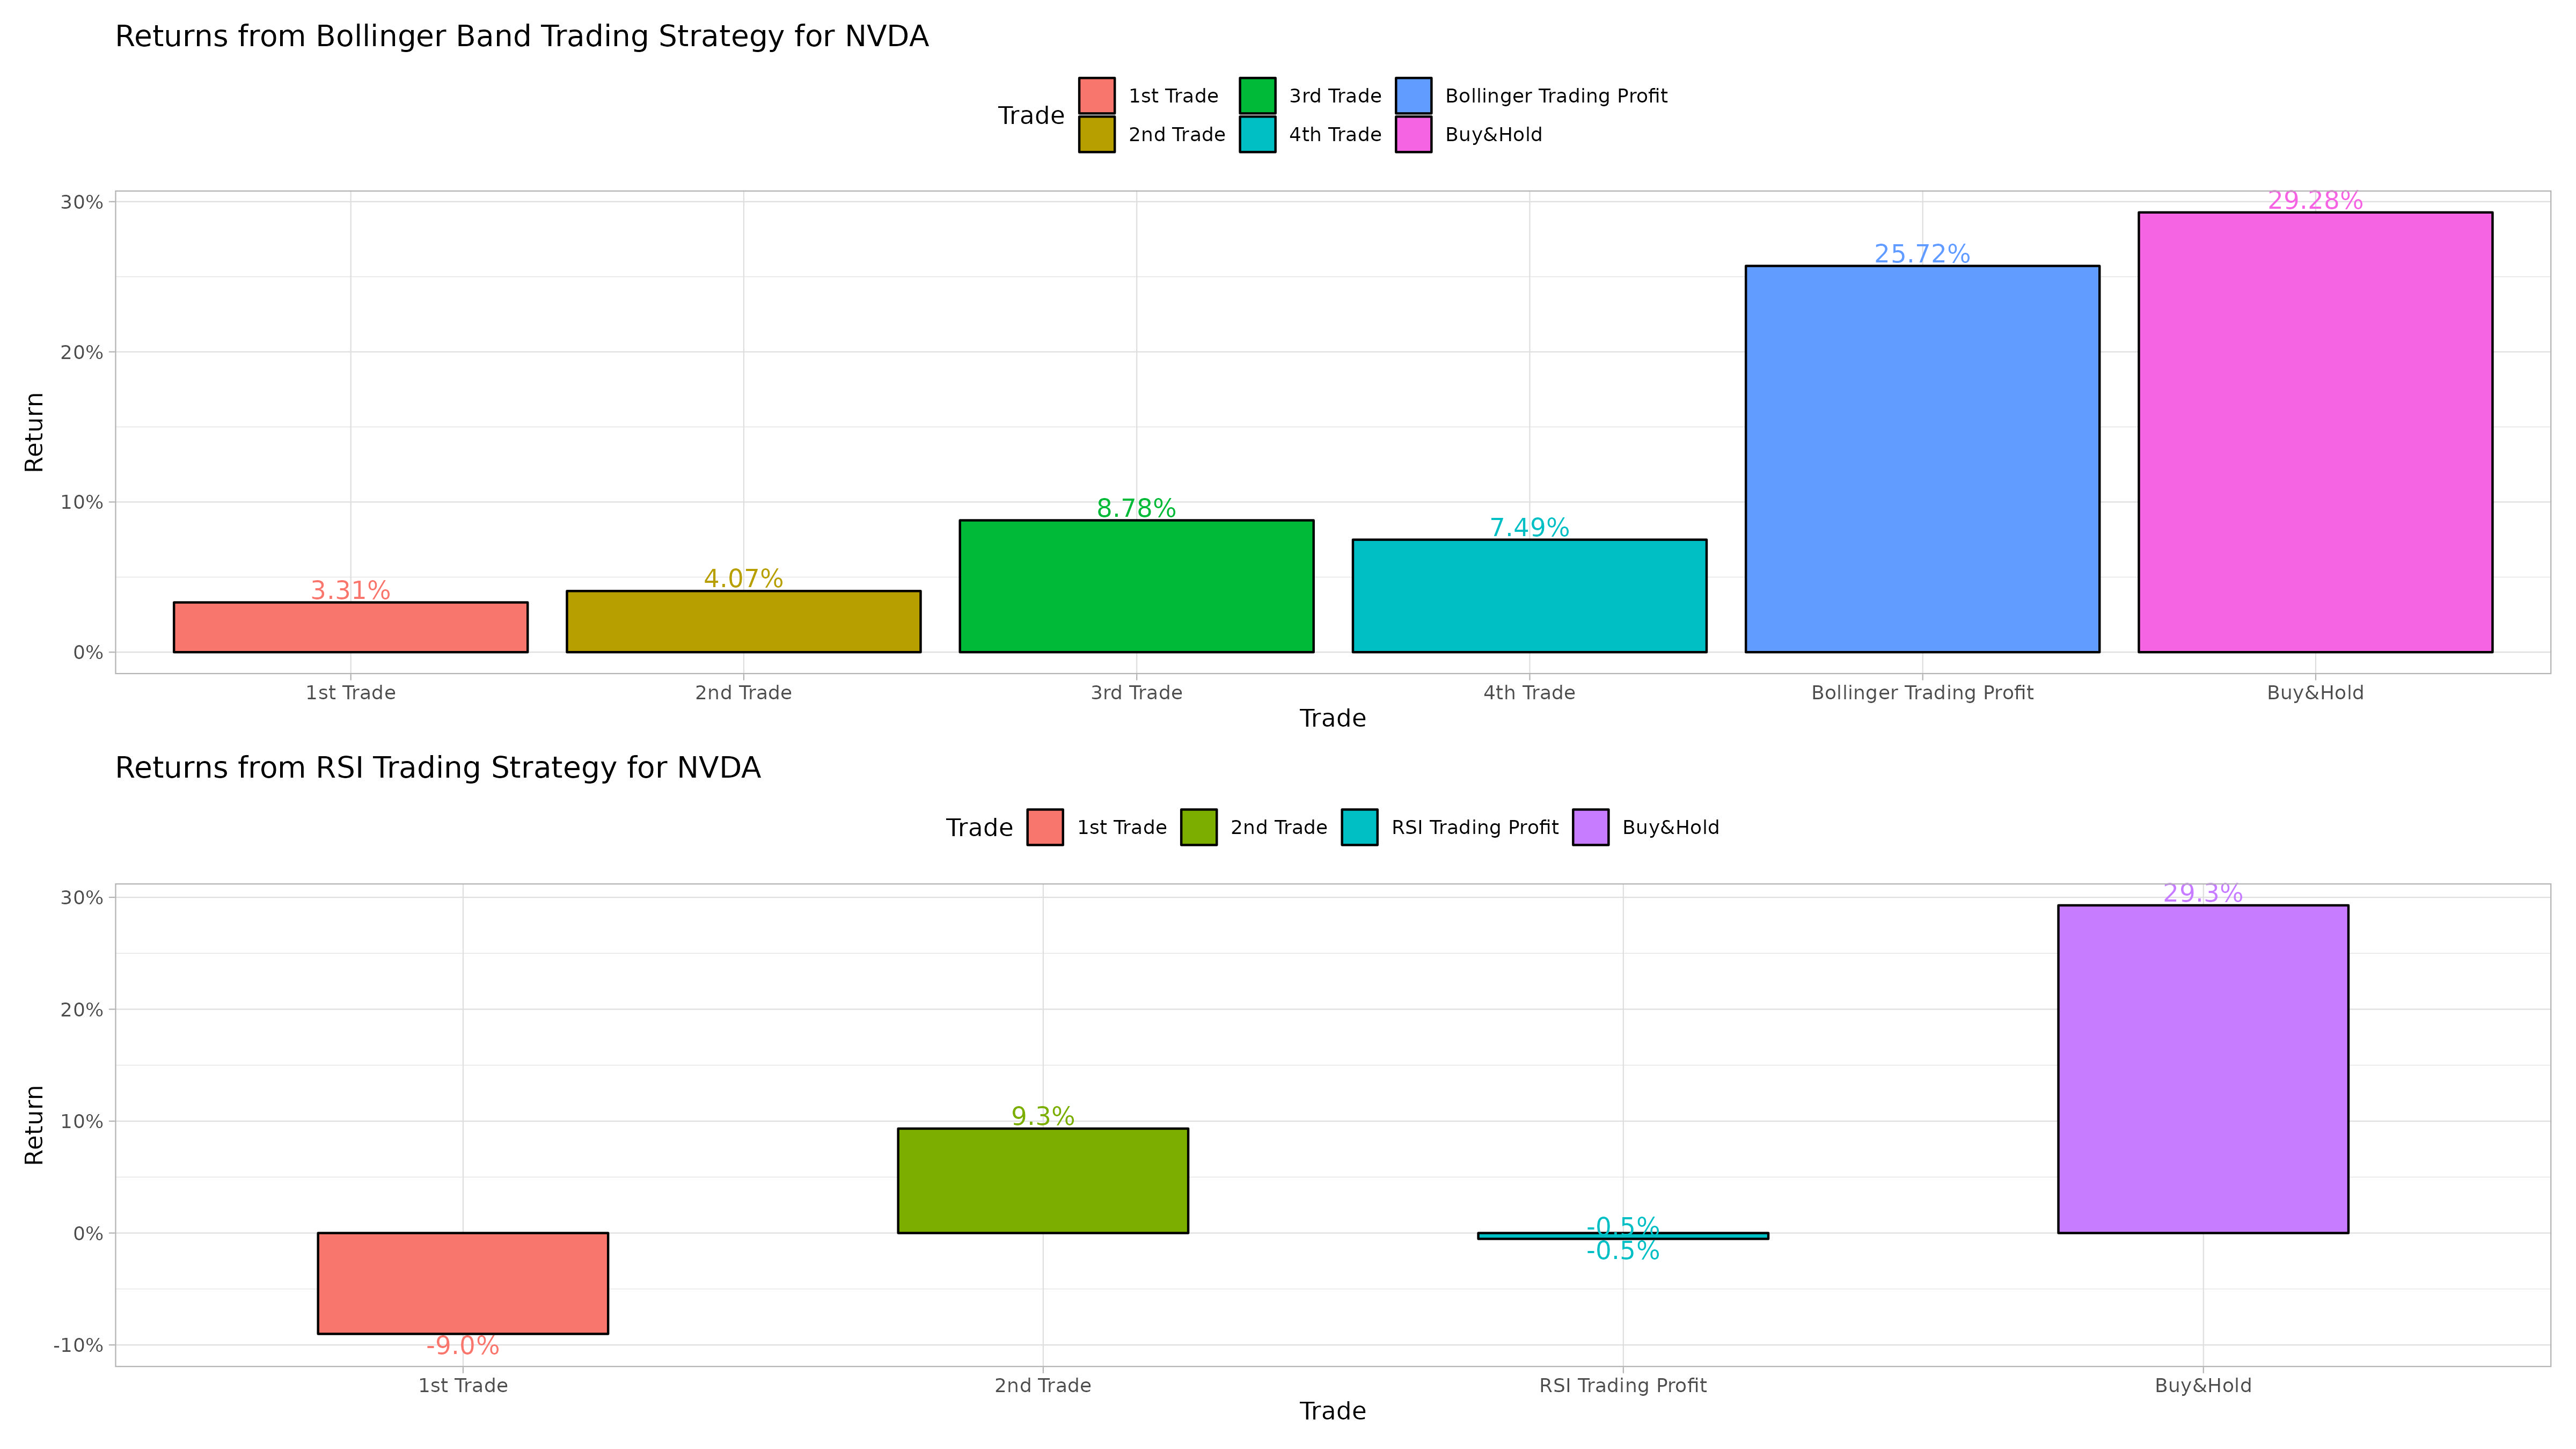 Returns from Bollinger Band Trading Strategy for NVDA
Trade
1st Trade 3rd Trade Bollinger Trading Profit
2nd Trade 4th Trade Buy&Hold
Return
30%
20%
10%
0%
3.31%
4.07%
8.78%
7.49%
25.72%
29.28%
1st Trade 2nd Trade 3rd Trade 4th Trade Bollinger Trading Profit Buy&Hold
Trade
Returns from RSI Trading Strategy for NVDA
Trade 1st Trade 2nd Trade RSI Trading Profit Buy&Hold
Return
30%
20%
10%
0%
-10%
-9.0%
9.3%
-0.5%
-0.5%
29.3%
1st Trade 2nd Trade RSI Trading Profit Buy&Hold
Trade